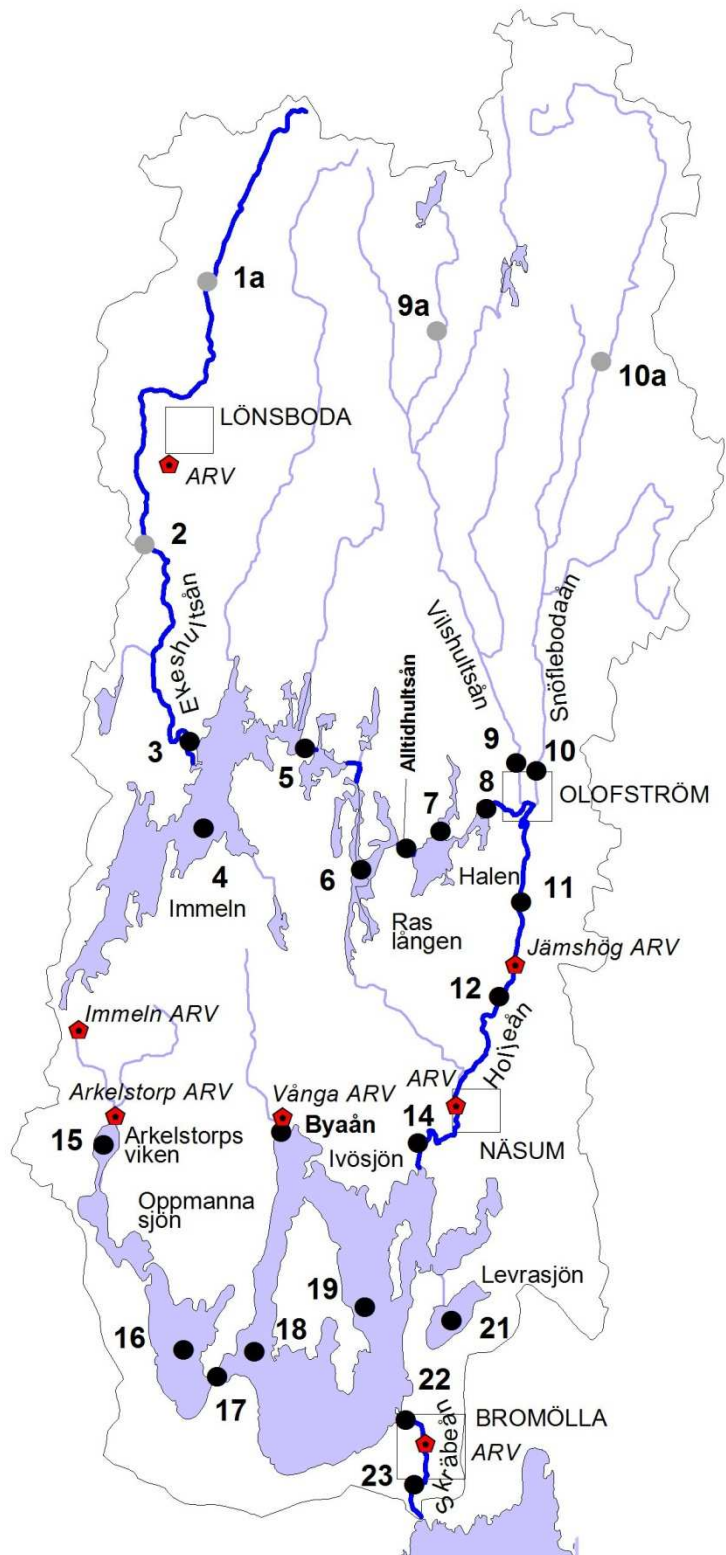 1a
9a
10a
LÖNSBODA
ARV
2
Ekeshultsån
Vilshultsån
Snöflebodaån
Alltidhultsån
3
5
9
10
8
7
OLOFSTRÖM
4
6
Halen
11
Immeln
Ras
lången
Jämshög ARV
12
Holjeån
Immeln ARV
Arkelstorp ARV
Vånga ARV
ARV
Byaån
14
15
Arkelstorps
viken
Ivösjön
NÄSUM
Oppmanna
sjön
Levrasjön
19
21
16
18
17
22
BROMÖLLA
ARV
Skräbeån
23